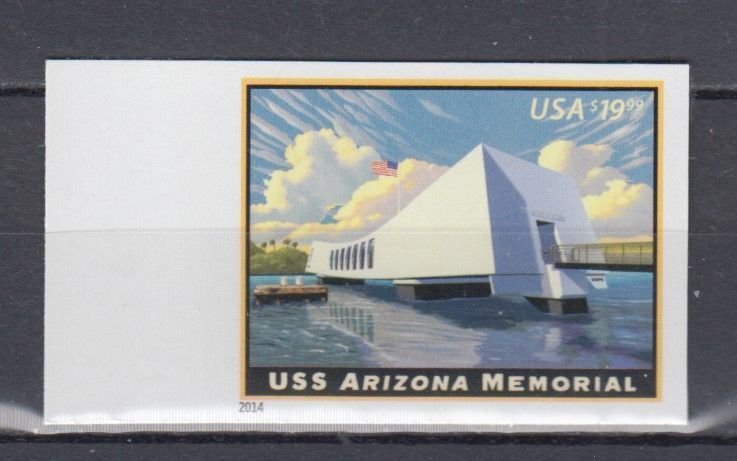 USA $19.99
USS ARIZONA MEMORIAL
2014